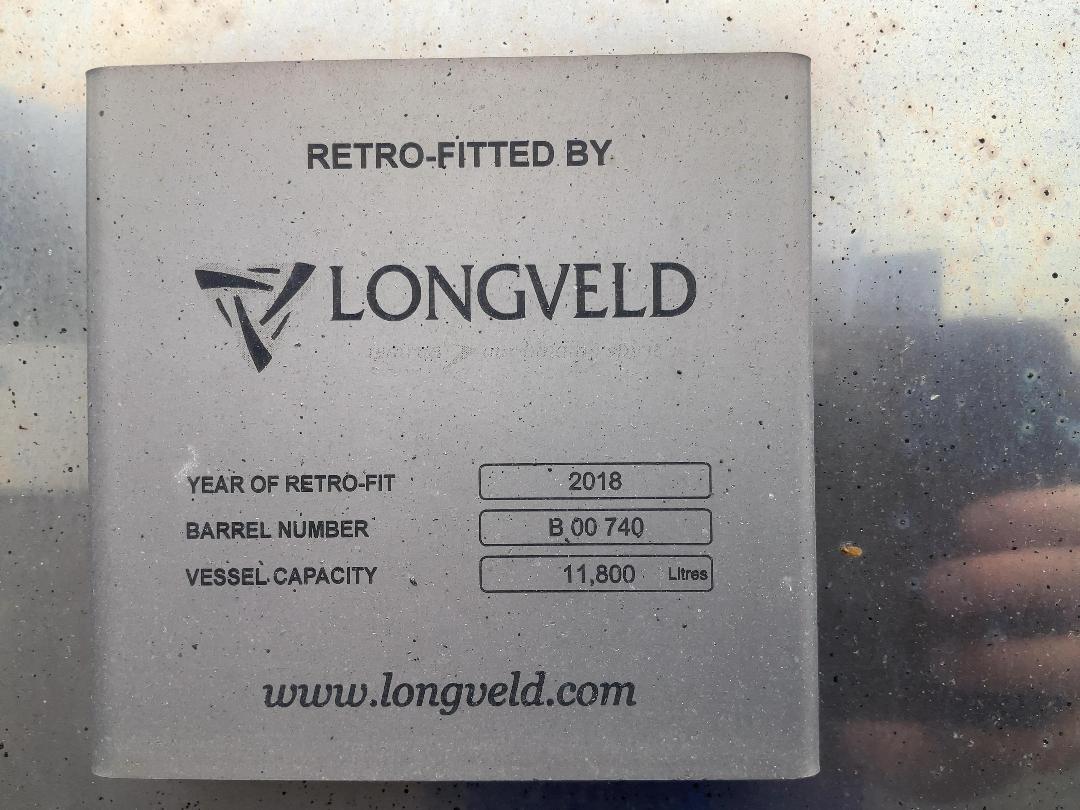 RETRO-FITTED BY
LONGVELD
YEAR OF RETRO-FIT 2018
BARREL NUMBER B 00 740
VESSEL CAPACITY 11,800 Litres
www.longveld.com